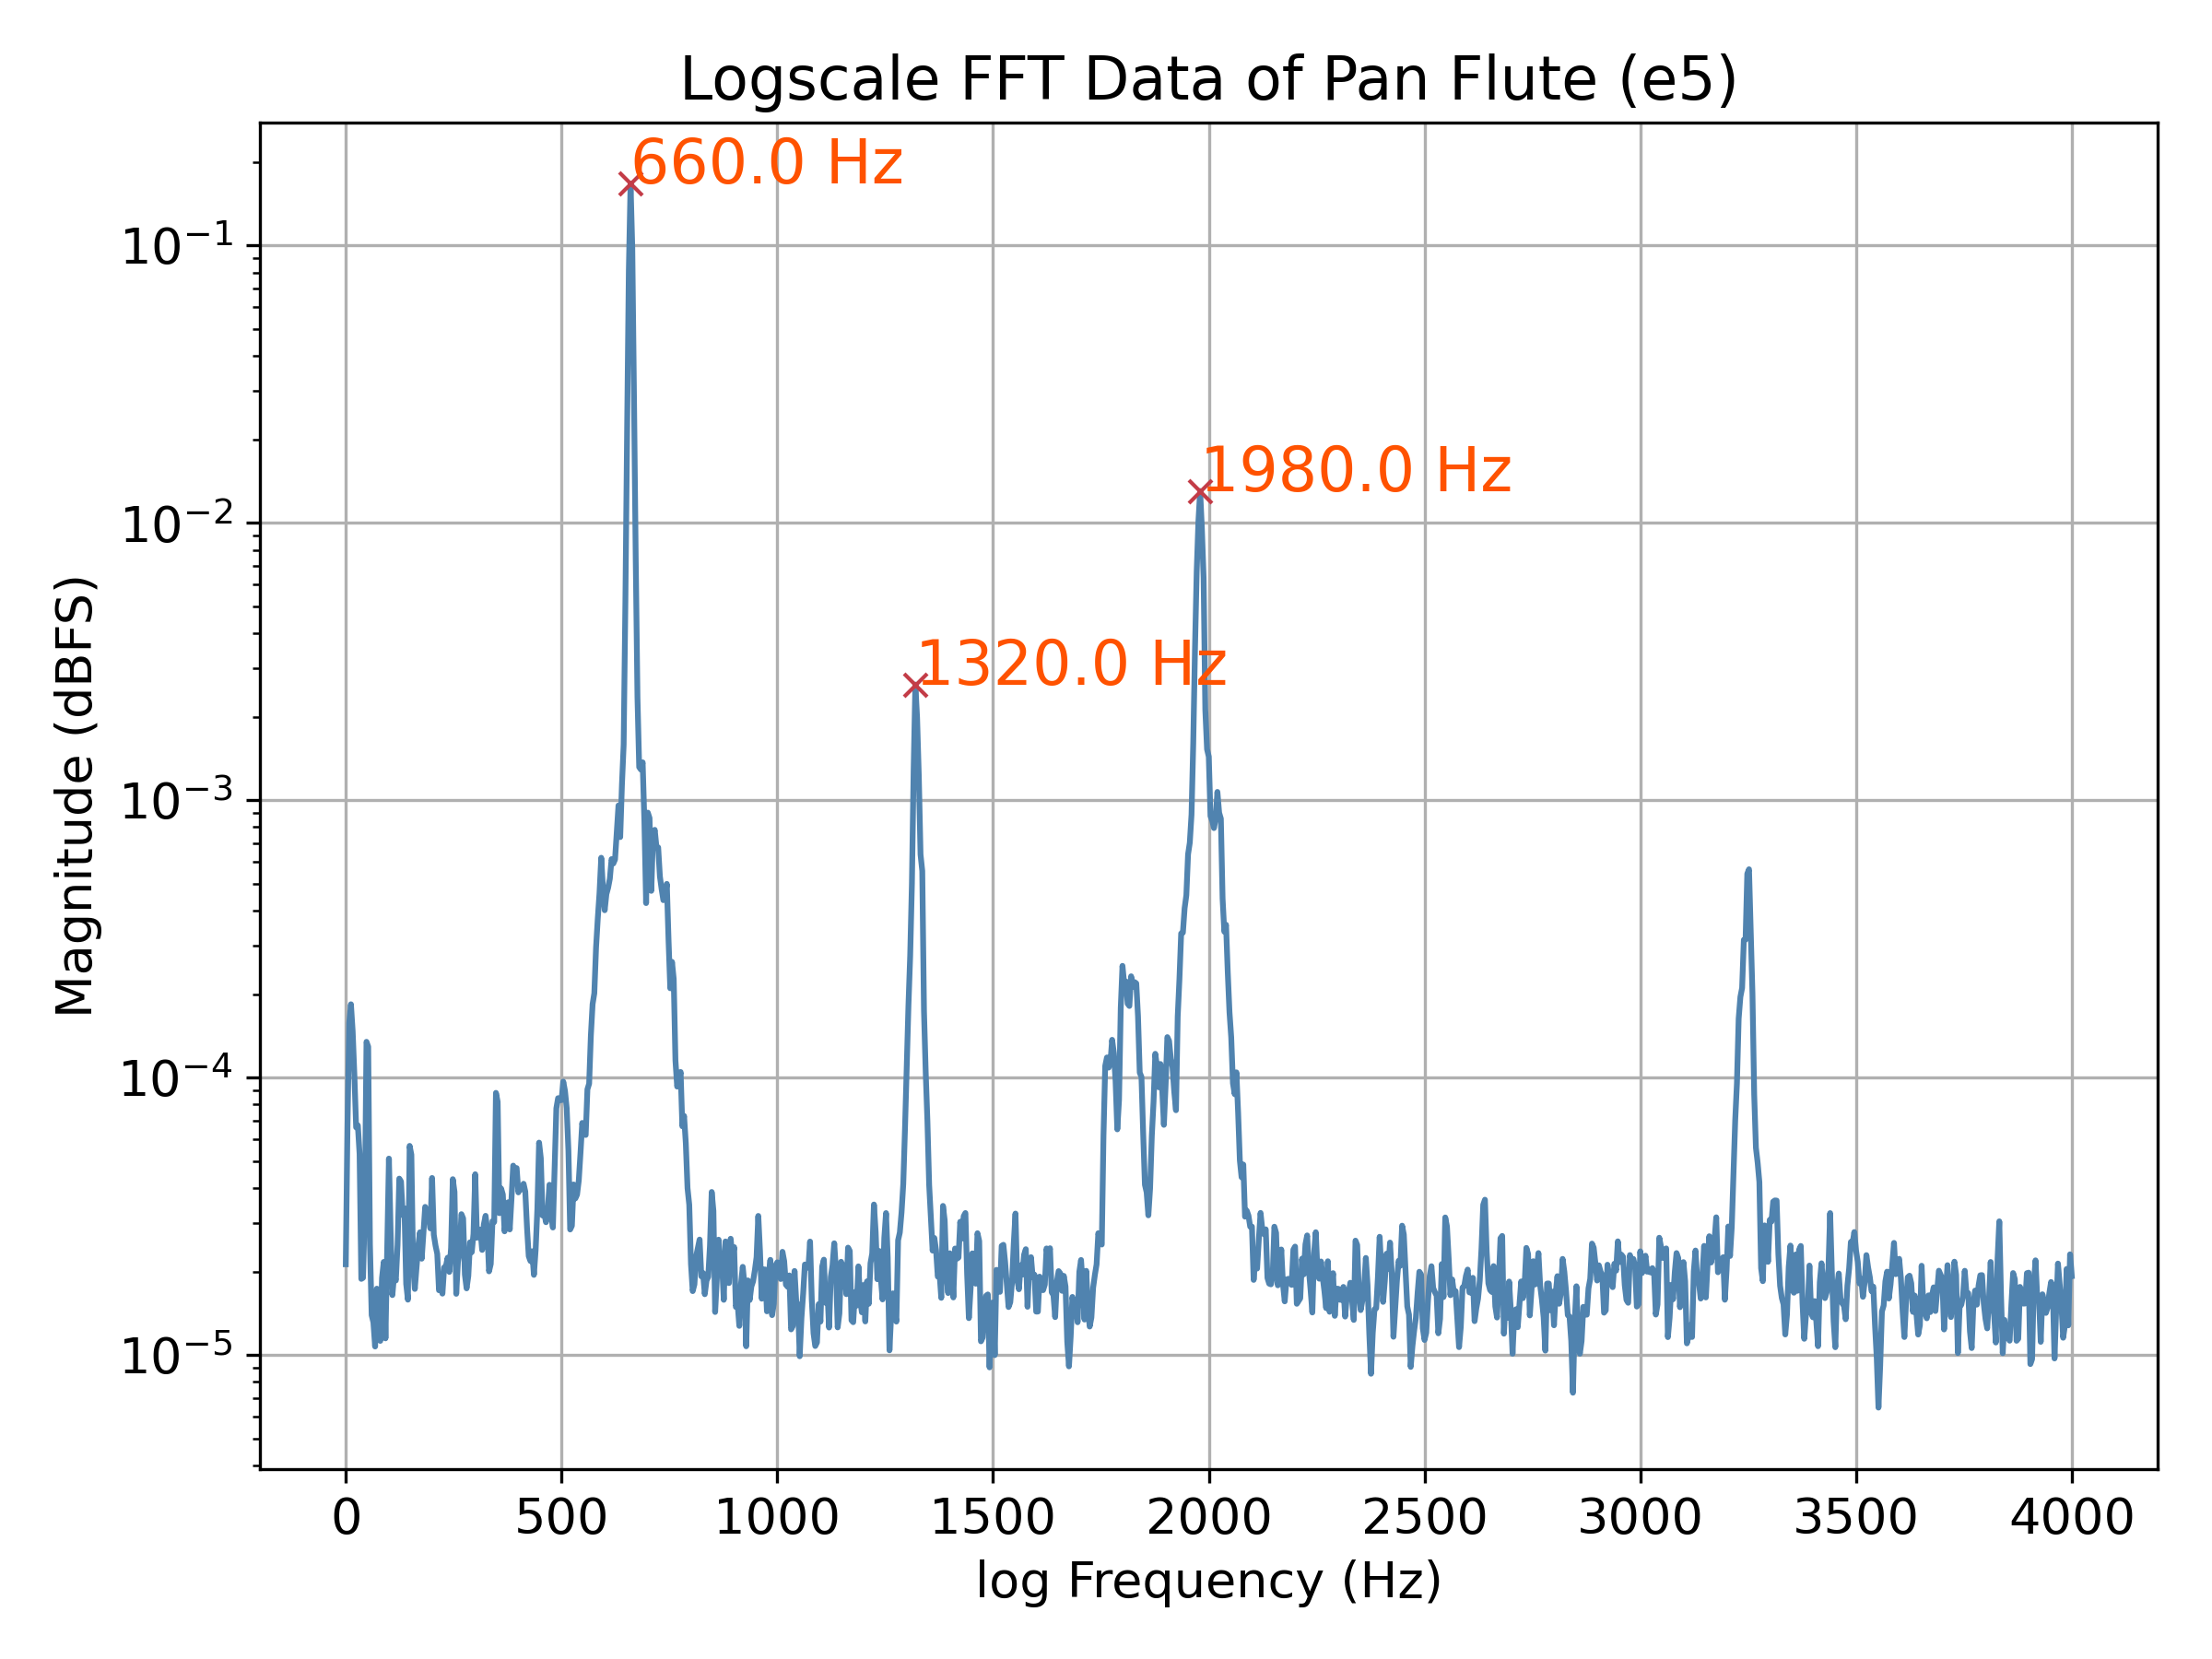 Logscale FFT Data of Pan Flute (e5)
660.0 Hz
1980.0 Hz
1320.0 Hz
Magnitude (dBFS)
10⁻¹
10⁻²
10⁻³
10⁻⁴
10⁻⁵
0 500 1000 1500 2000 2500 3000 3500 4000
log Frequency (Hz)